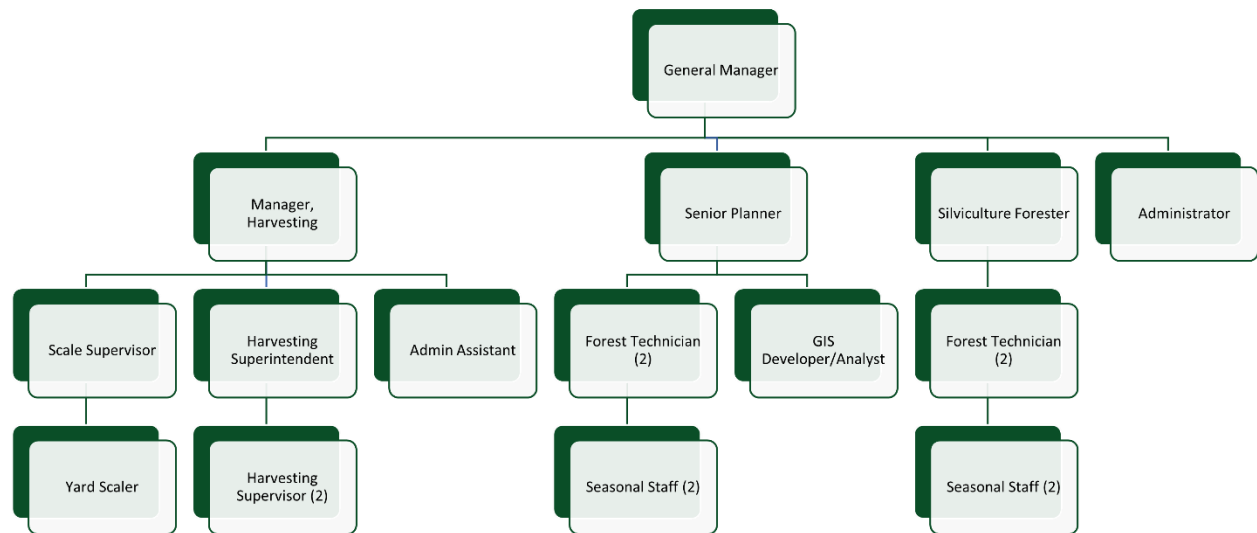 General Manager
Manager,
Harvesting
Senior Planner
Silviculture Forester
Administrator
Scale Supervisor
Harvesting
Superintendent
Admin Assistant
Forest Technician
(2)
GIS
Developer/Analyst
Forest Technician
(2)
Yard Scaler
Harvesting
Supervisor (2)
Seasonal Staff (2)
Seasonal Staff (2)